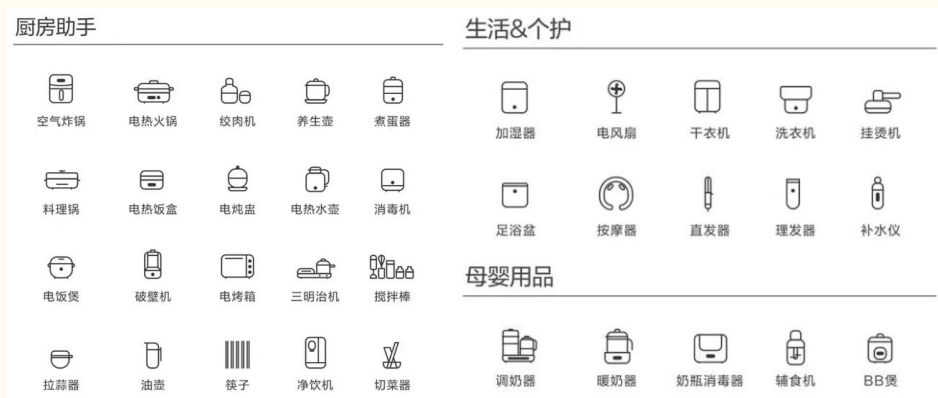 厨房助手
空气炸锅 电热火锅 绞肉机 养生壶 煮蛋器
料理锅 电热饭盒 电炖盅 电热水壶 消毒机
电饭煲 破壁机 电烤箱 三明治机 搅拌棒
拉蒜器 油壶 筷子 净饮机 切菜器
生活&个护
加湿器 电风扇 干衣机 洗衣机 挂烫机
足浴盆 按摩器 直发器 理发器 补水仪
母婴用品
调奶器 暖奶器 奶瓶消毒器 辅食机 BB煲